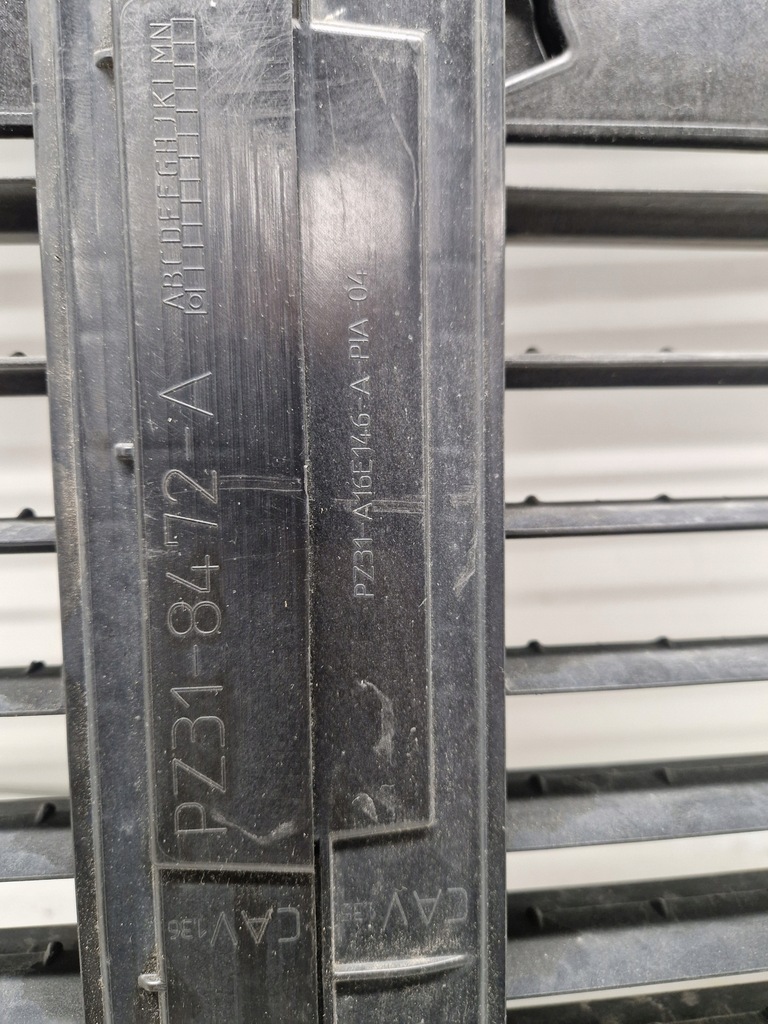 ABCDEFGHJKLMN
PZ31-8472-A
PZ31-A16E146-A PIA 04
CAV
CAV